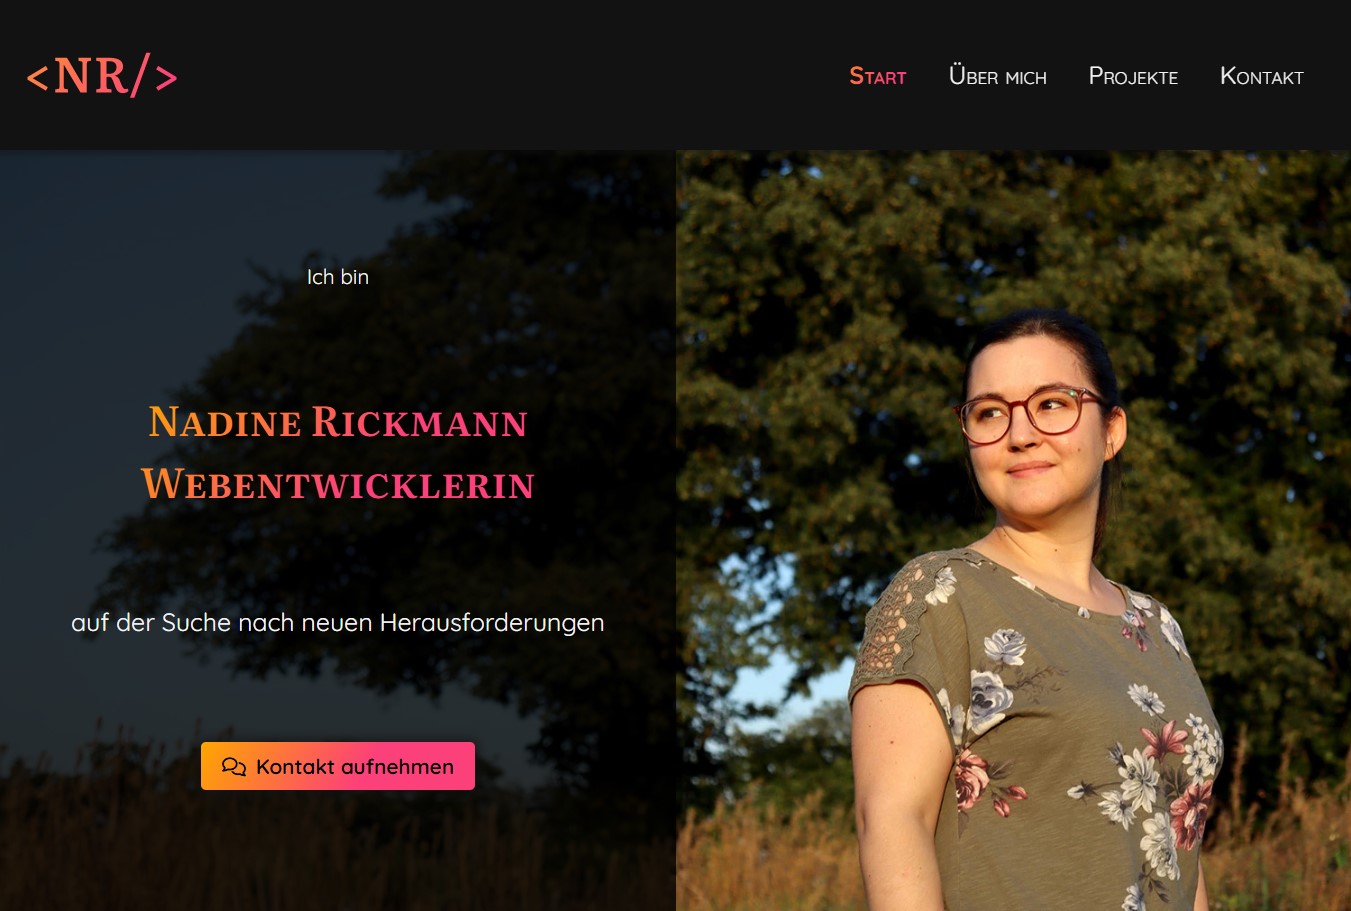 <NR/>
Start
Über mich
Projekte
Kontakt
Ich bin
Nadine Rickmann
Webentwicklerin
auf der Suche nach neuen Herausforderungen
Kontakt aufnehmen